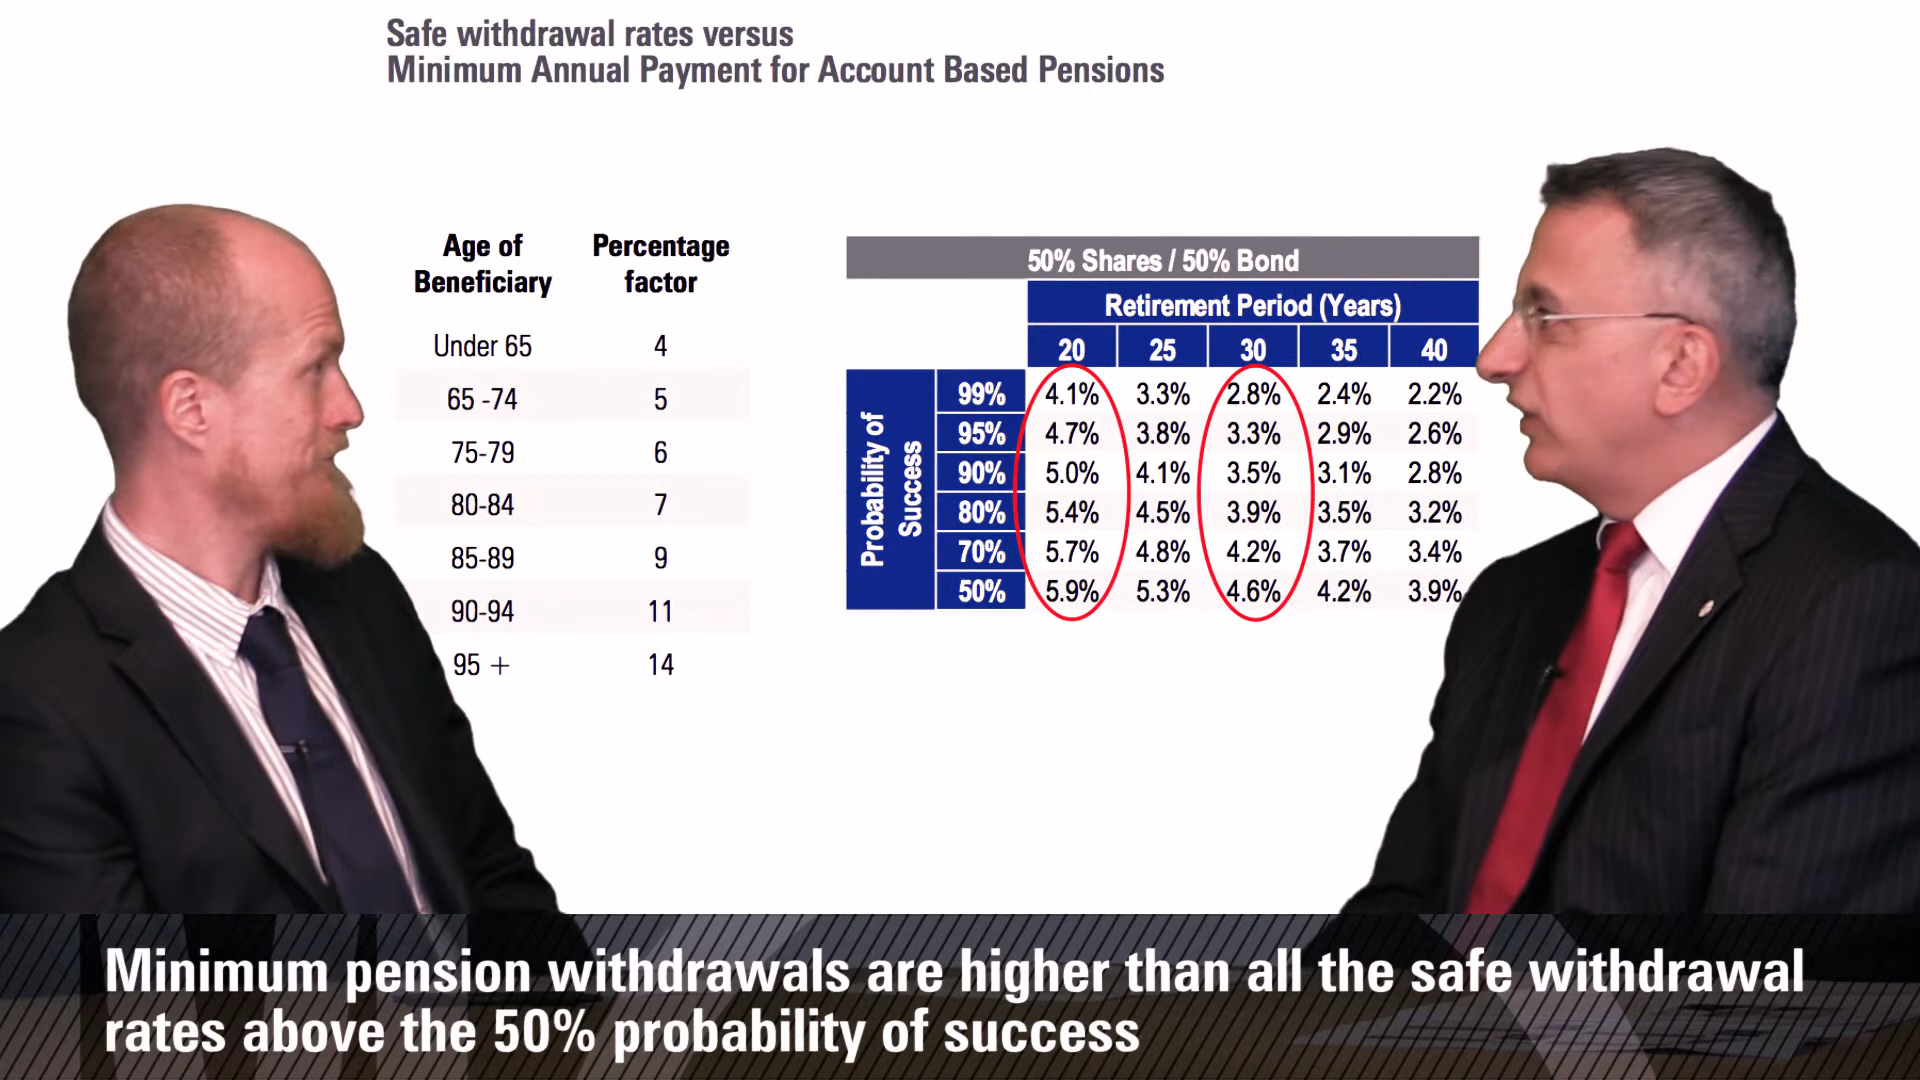 Safe withdrawal rates versus
Minimum Annual Payment for Account Based Pensions
Age of Beneficiary Percentage factor
Under 65 4
65 -74 5
75-79 6
80-84 7
85-89 9
90-94 11
95 + 14
50% Shares / 50% Bond
Retirement Period (Years)
20 25 30 35 40
Probability of Success
99% 4.1% 3.3% 2.8% 2.4% 2.2%
95% 4.7% 3.8% 3.3% 2.9% 2.6%
90% 5.0% 4.1% 3.5% 3.1% 2.8%
80% 5.4% 4.5% 3.9% 3.5% 3.2%
70% 5.7% 4.8% 4.2% 3.7% 3.4%
50% 5.9% 5.3% 4.6% 4.2% 3.9%
Minimum pension withdrawals are higher than all the safe withdrawal
rates above the 50% probability of success